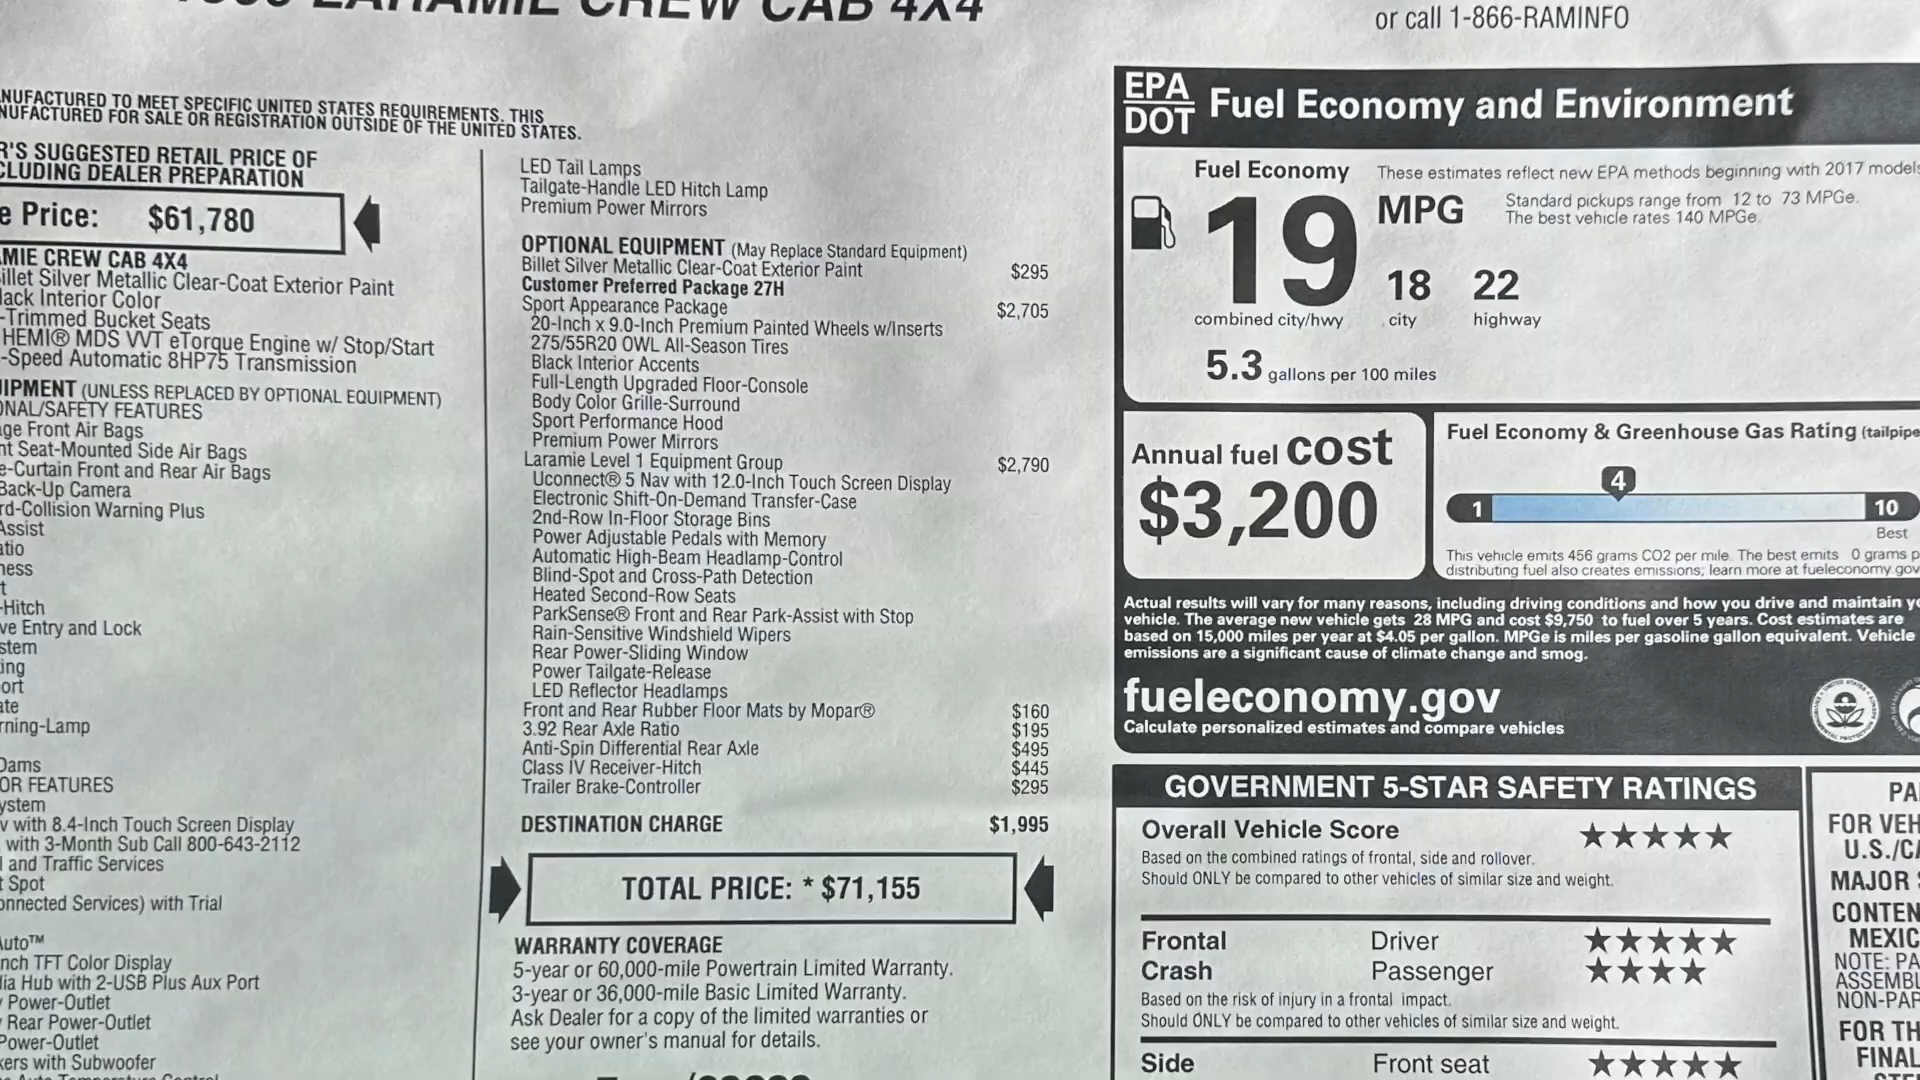 LARAMIE CREW CAB 4X4
or call 1-866-RAMINFO
NUFACTURED TO MEET SPECIFIC UNITED STATES REQUIREMENTS. THIS
NUFACTURED FOR SALE OR REGISTRATION OUTSIDE OF THE UNITED STATES.
R'S SUGGESTED RETAIL PRICE OF
CLUDING DEALER PREPARATION
e Price: $61,780
AMIE CREW CAB 4X4
illet Silver Metallic Clear-Coat Exterior Paint
lack Interior Color
-Trimmed Bucket Seats
HEMI® MDS VVT eTorque Engine w/ Stop/Start
-Speed Automatic 8HP75 Transmission
UIPMENT (UNLESS REPLACED BY OPTIONAL EQUIPMENT)
ONAL/SAFETY FEATURES
age Front Air Bags
nt Seat-Mounted Side Air Bags
e-Curtain Front and Rear Air Bags
Back-Up Camera
rd-Collision Warning Plus
Assist
atio
ness
t
-Hitch
ve Entry and Lock
stem
ing
ort
ate
rning-Lamp
Dams
OR FEATURES
ystem
v with 8.4-Inch Touch Screen Display
with 3-Month Sub Call 800-643-2112
l and Traffic Services
t Spot
onnected Services) with Trial
Auto™
nch TFT Color Display
dia Hub with 2-USB Plus Aux Port
y Power-Outlet
y Rear Power-Outlet
Power-Outlet
kers with Subwoofer
LED Tail Lamps
Tailgate-Handle LED Hitch Lamp
Premium Power Mirrors
OPTIONAL EQUIPMENT (May Replace Standard Equipment)
Billet Silver Metallic Clear-Coat Exterior Paint $295
Customer Preferred Package 27H
Sport Appearance Package $2,705
20-Inch x 9.0-Inch Premium Painted Wheels w/Inserts
275/55R20 OWL All-Season Tires
Black Interior Accents
Full-Length Upgraded Floor-Console
Body Color Grille-Surround
Sport Performance Hood
Premium Power Mirrors
Laramie Level 1 Equipment Group $2,790
Uconnect® 5 Nav with 12.0-Inch Touch Screen Display
Electronic Shift-On-Demand Transfer-Case
2nd-Row In-Floor Storage Bins
Power Adjustable Pedals with Memory
Automatic High-Beam Headlamp-Control
Blind-Spot and Cross-Path Detection
Heated Second-Row Seats
ParkSense® Front and Rear Park-Assist with Stop
Rain-Sensitive Windshield Wipers
Rear Power-Sliding Window
Power Tailgate-Release
LED Reflector Headlamps
Front and Rear Rubber Floor Mats by Mopar® $160
3.92 Rear Axle Ratio $195
Anti-Spin Differential Rear Axle $495
Class IV Receiver-Hitch $445
Trailer Brake-Controller $295
DESTINATION CHARGE $1,995
TOTAL PRICE: * $71,155
WARRANTY COVERAGE
5-year or 60,000-mile Powertrain Limited Warranty.
3-year or 36,000-mile Basic Limited Warranty.
Ask Dealer for a copy of the limited warranties or
see your owner's manual for details.
EPA
DOT
Fuel Economy and Environment
Fuel Economy
These estimates reflect new EPA methods beginning with 2017 models
19 MPG
Standard pickups range from 12 to 73 MPGe.
The best vehicle rates 140 MPGe.
18 22
combined city/hwy city highway
5.3 gallons per 100 miles
Annual fuel cost
$3,200
Fuel Economy & Greenhouse Gas Rating (tailpipe
4
1 10
Best
This vehicle emits 456 grams CO2 per mile. The best emits 0 grams p
distributing fuel also creates emissions; learn more at fueleconomy.gov
Actual results will vary for many reasons, including driving conditions and how you drive and maintain yo
vehicle. The average new vehicle gets 28 MPG and cost $9,750 to fuel over 5 years. Cost estimates are
based on 15,000 miles per year at $4.05 per gallon. MPGe is miles per gasoline gallon equivalent. Vehicle
emissions are a significant cause of climate change and smog.
fueleconomy.gov
Calculate personalized estimates and compare vehicles
GOVERNMENT 5-STAR SAFETY RATINGS
Overall Vehicle Score ★★★★★
Based on the combined ratings of frontal, side and rollover.
Should ONLY be compared to other vehicles of similar size and weight.
Frontal Driver ★★★★★
Crash Passenger ★★★★
Based on the risk of injury in a frontal impact.
Should ONLY be compared to other vehicles of similar size and weight.
Side Front seat ★★★★★
PA
FOR VEH
U.S./CA
MAJOR S
CONTEN
MEXIC
NOTE: PA
ASSEMBL
NON-PAR
FOR TH
FINAL